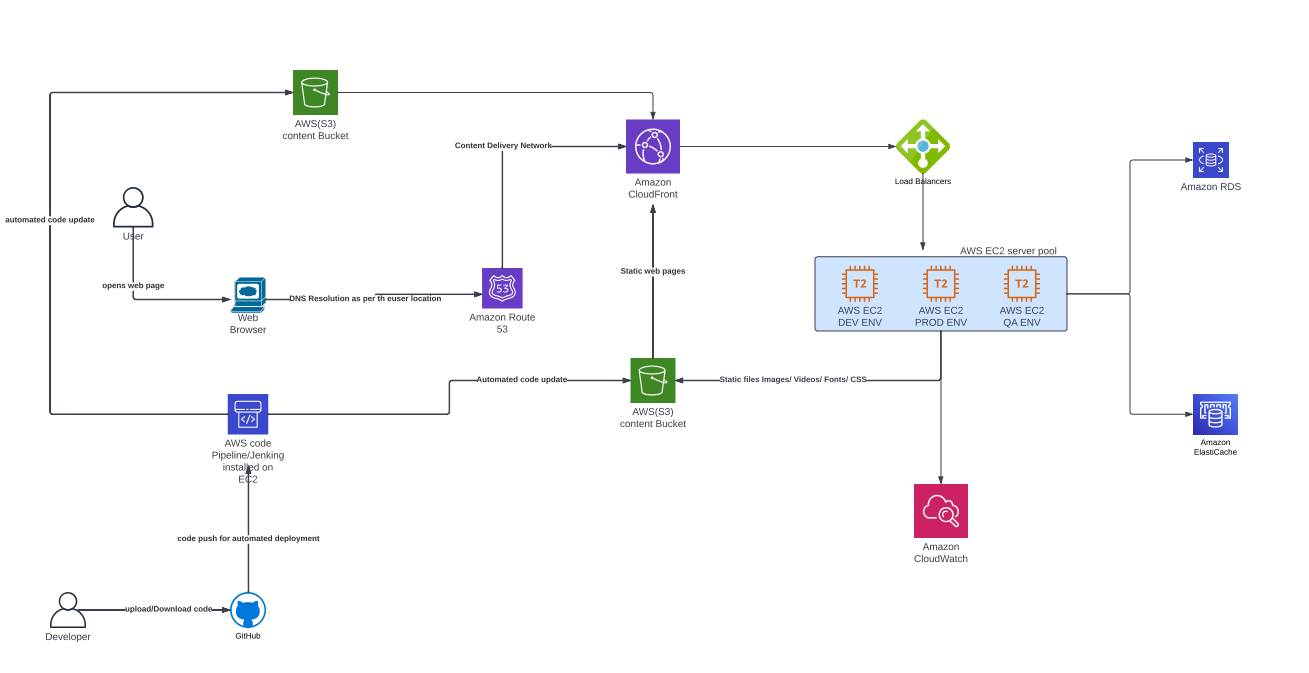 AWS(S3)
content Bucket
Content Delivery Network
Amazon
CloudFront
Load Balancers
Amazon RDS
automated code update
User
opens web page
Web
Browser
DNS Resolution as per th euser location
53
Amazon Route
53
Static web pages
AWS EC2 server pool
T2
T2
T2
AWS EC2
DEV ENV
AWS EC2
PROD ENV
AWS EC2
QA ENV
Automated code update
AWS(S3)
content Bucket
Static files Images/ Videos/ Fonts/ CSS
</>
AWS code
Pipeline/Jenking
installed on
EC2
Amazon
ElastiCache
code push for automated deployment
Amazon
CloudWatch
upload/Download code
Developer
GitHub